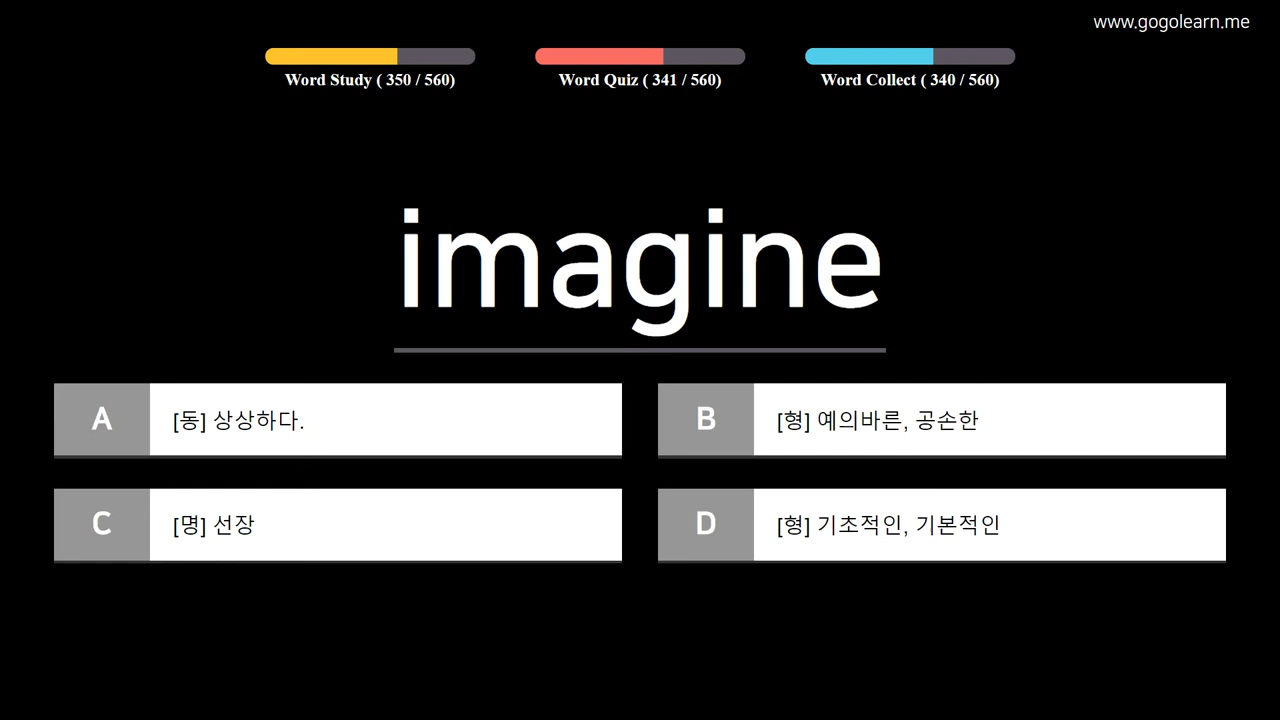 www.gogolearn.me
Word Study ( 350 / 560)
Word Quiz ( 341 / 560)
Word Collect ( 340 / 560)
imagine
A [동] 상상하다.
B [형] 예의바른, 공손한
C [명] 선장
D [형] 기초적인, 기본적인